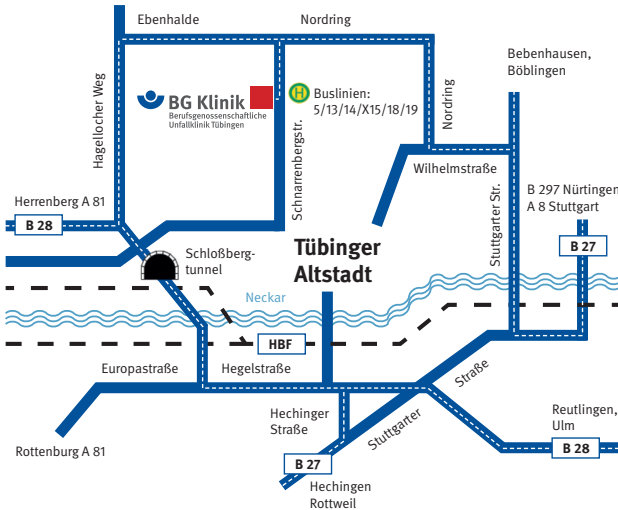 Ebenhalde
Nordring
Bebenhausen,
Böblingen
Hagellocher Weg
BG Klinik
Berufsgenossenschaftliche
Unfallklinik Tübingen
H
Buslinien:
5/13/14/X15/18/19
Schnarrenbergstr.
Nordring
Wilhelmstraße
Herrenberg A 81
B 28
Stuttgarter Str.
B 297 Nürtingen
A 8 Stuttgart
B 27
Schloßberg-
tunnel
Tübinger
Altstadt
Neckar
HBF
Europastraße
Hegelstraße
Stuttgarter
Straße
Hechinger
Straße
Rottenburg A 81
B 27
Hechingen
Rottweil
Reutlingen,
Ulm
B 28